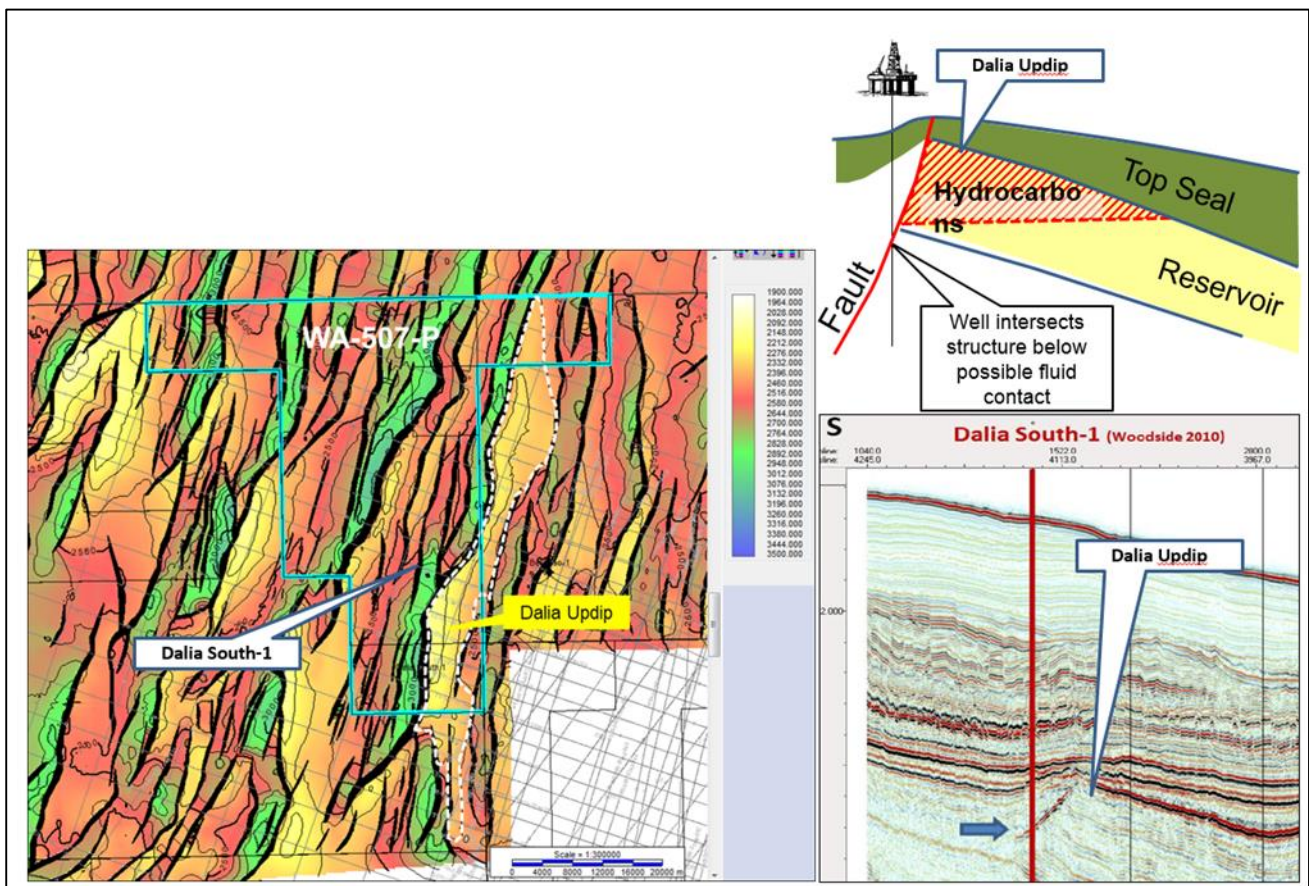 Dalia Updip
Hydrocarbo
ns
Top Seal
Reservoir
Fault
Well intersects
structure below
possible fluid
contact
WA-507-P
Dalia Updip
Dalia South-1
1900.000
1964.000
2028.000
2092.000
2148.000
2212.000
2276.000
2332.000
2396.000
2460.000
2516.000
2580.000
2644.000
2700.000
2764.000
2828.000
2892.000
2948.000
3012.000
3076.000
3132.000
3196.000
3260.000
3316.000
3380.000
3444.000
3500.000
Scale = 1:300000
0 4000 8000 12000 16000 20000 m
S
Dalia South-1 (Woodside 2010)
1040.0 1522.0 2800.0
4245.0 4113.0 3967.0
2.000
Dalia Updip